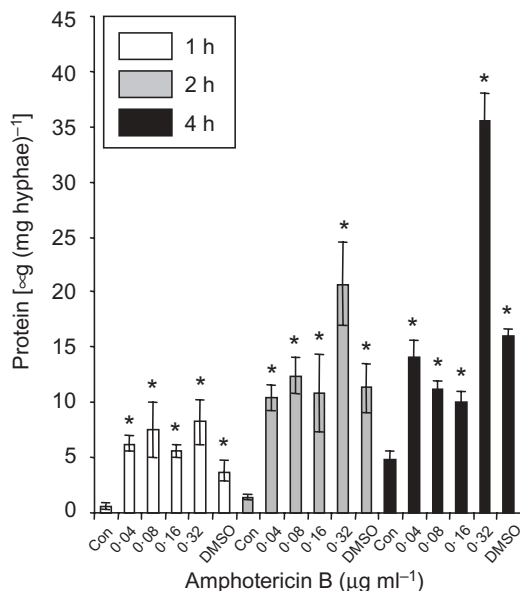 45
40
35
30
25
20
15
10
5
0
Protein [∝g (mg hyphae)⁻¹]
1 h
2 h
4 h
* * * * *
* * * * *
* * * * *
Con 0·04 0·08 0·16 0·32 DMSO Con 0·04 0·08 0·16 0·32 DMSO Con 0·04 0·08 0·16 0·32 DMSO
Amphotericin B (μg ml⁻¹)